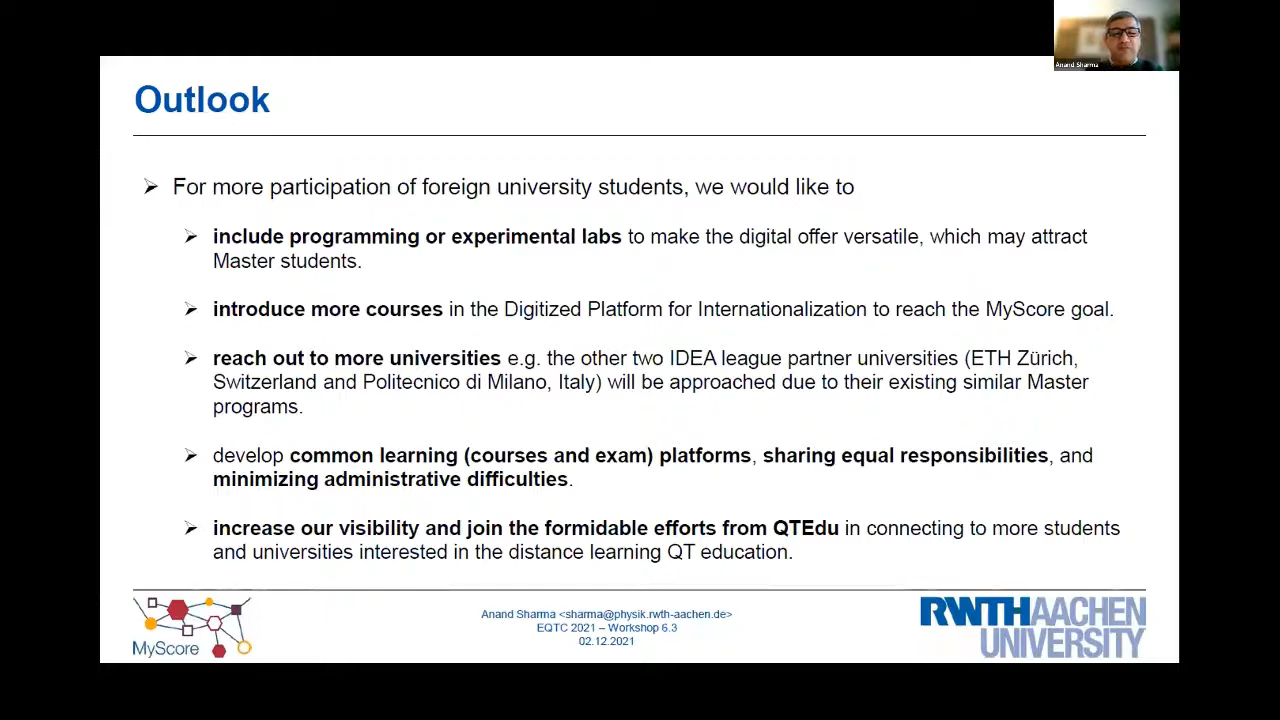 Anand Sharma
Outlook
➢ For more participation of foreign university students, we would like to
➢ include programming or experimental labs to make the digital offer versatile, which may attract
Master students.
➢ introduce more courses in the Digitized Platform for Internationalization to reach the MyScore goal.
➢ reach out to more universities e.g. the other two IDEA league partner universities (ETH Zürich,
Switzerland and Politecnico di Milano, Italy) will be approached due to their existing similar Master
programs.
➢ develop common learning (courses and exam) platforms, sharing equal responsibilities, and
minimizing administrative difficulties.
➢ increase our visibility and join the formidable efforts from QTEdu in connecting to more students
and universities interested in the distance learning QT education.
MyScore
Anand Sharma <sharma@physik.rwth-aachen.de>
EQTC 2021 – Workshop 6.3
02.12.2021
RWTHAACHEN
UNIVERSITY